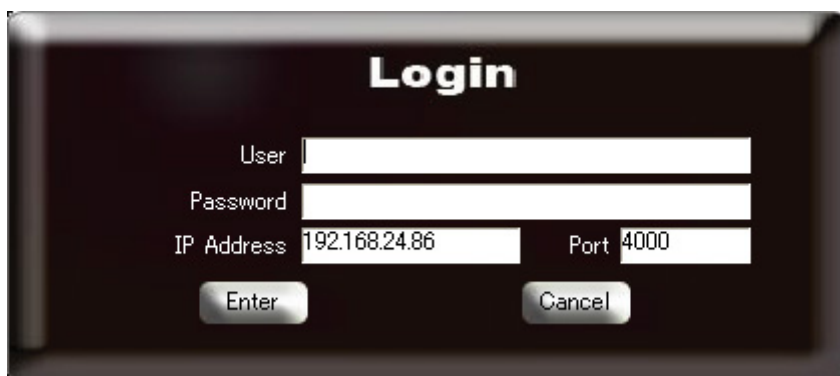 Login
User
Password
IP Address 192.168.24.86 Port 4000
Enter Cancel